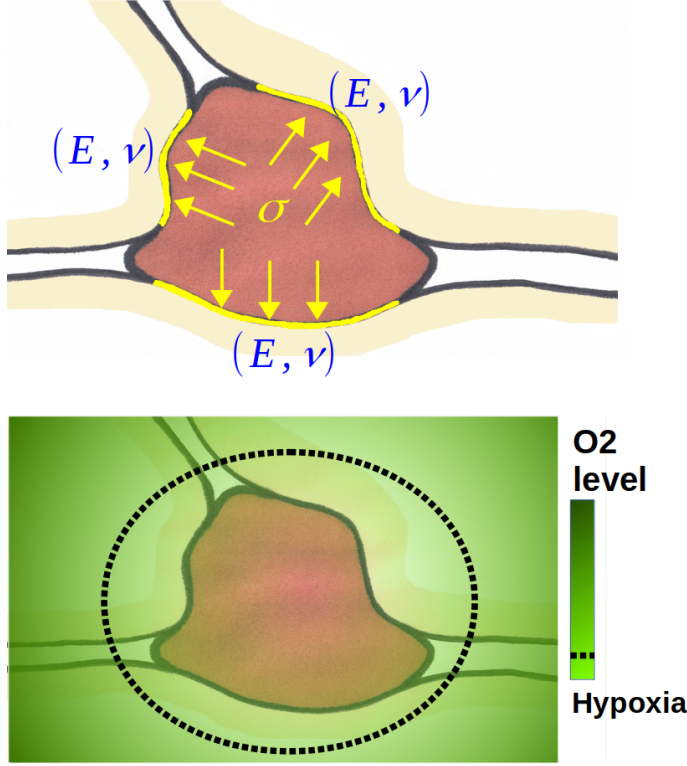 (E, ν)
(E, ν)
σ
(E, ν)
O2
level
Hypoxia